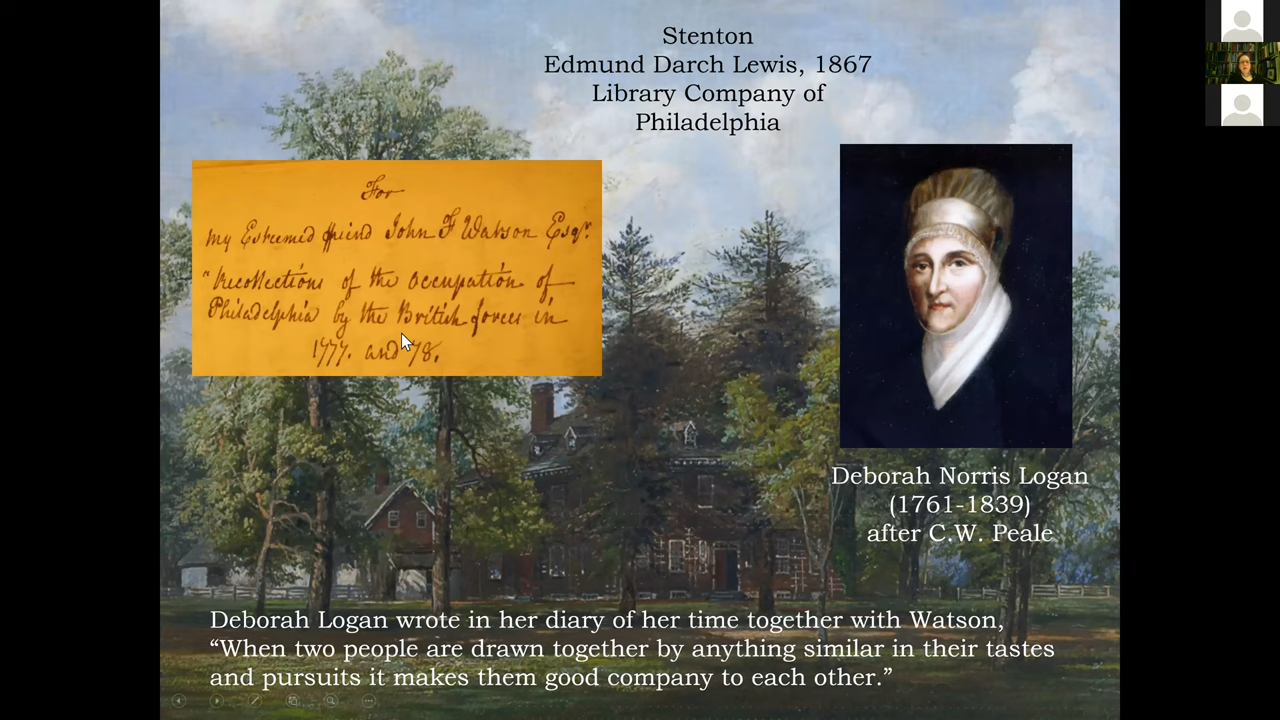 Stenton
Edmund Darch Lewis, 1867
Library Company of
Philadelphia
For
my Esteemed friend John F Watson Esqr.
"Recollections of the occupation of
Philadelphia by the British forces in
1777. and 78.
Deborah Norris Logan
(1761-1839)
after C.W. Peale
Deborah Logan wrote in her diary of her time together with Watson,
“When two people are drawn together by anything similar in their tastes
and pursuits it makes them good company to each other.”